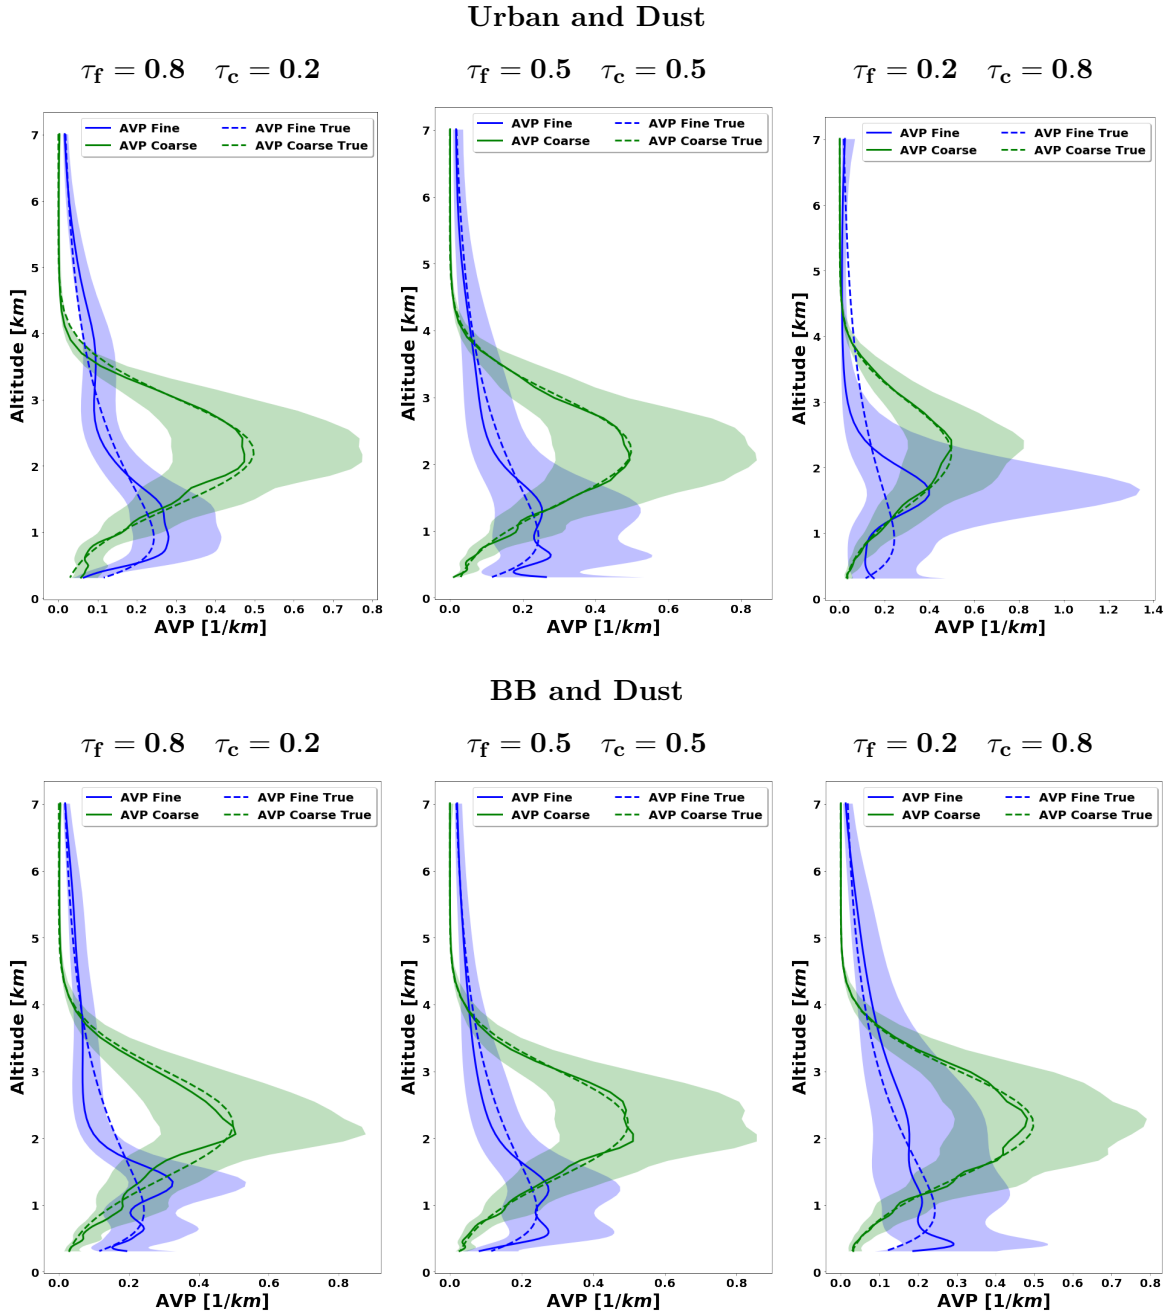 Urban and Dust
τf = 0.8 τc = 0.2
τf = 0.5 τc = 0.5
τf = 0.2 τc = 0.8
AVP Fine AVP Fine True
AVP Coarse AVP Coarse True
7
6
5
4
3
2
1
0
Altitude [km]
0.0 0.1 0.2 0.3 0.4 0.5 0.6 0.7 0.8
AVP [1/km]
AVP Fine AVP Fine True
AVP Coarse AVP Coarse True
7
6
5
4
3
2
1
0
Altitude [km]
0.0 0.2 0.4 0.6 0.8
AVP [1/km]
AVP Fine AVP Fine True
AVP Coarse AVP Coarse True
7
6
5
4
3
2
1
0
Altitude [km]
0.0 0.2 0.4 0.6 0.8 1.0 1.2 1.4
AVP [1/km]
BB and Dust
τf = 0.8 τc = 0.2
τf = 0.5 τc = 0.5
τf = 0.2 τc = 0.8
AVP Fine AVP Fine True
AVP Coarse AVP Coarse True
7
6
5
4
3
2
1
0
Altitude [km]
0.0 0.2 0.4 0.6 0.8
AVP [1/km]
AVP Fine AVP Fine True
AVP Coarse AVP Coarse True
7
6
5
4
3
2
1
0
Altitude [km]
0.0 0.2 0.4 0.6 0.8
AVP [1/km]
AVP Fine AVP Fine True
AVP Coarse AVP Coarse True
7
6
5
4
3
2
1
0
Altitude [km]
0.0 0.1 0.2 0.3 0.4 0.5 0.6 0.7 0.8
AVP [1/km]